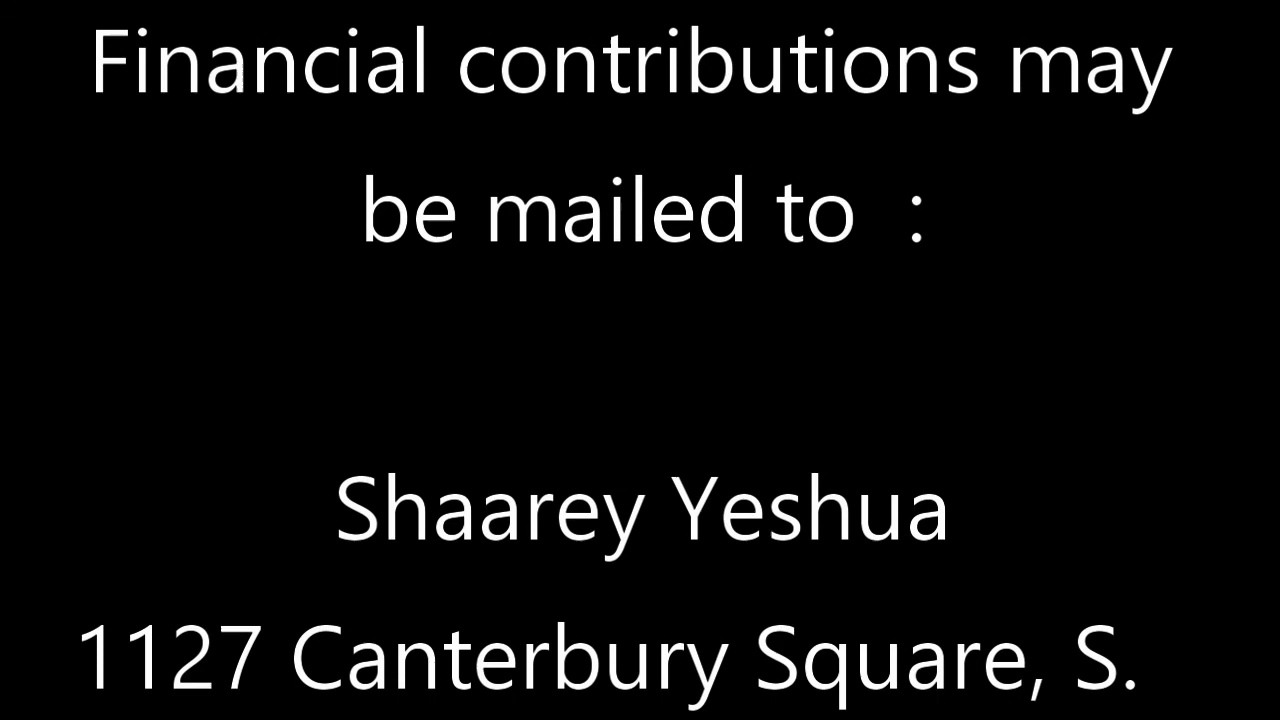 Financial contributions may
be mailed to  :
Shaarey Yeshua
1127 Canterbury Square, S.